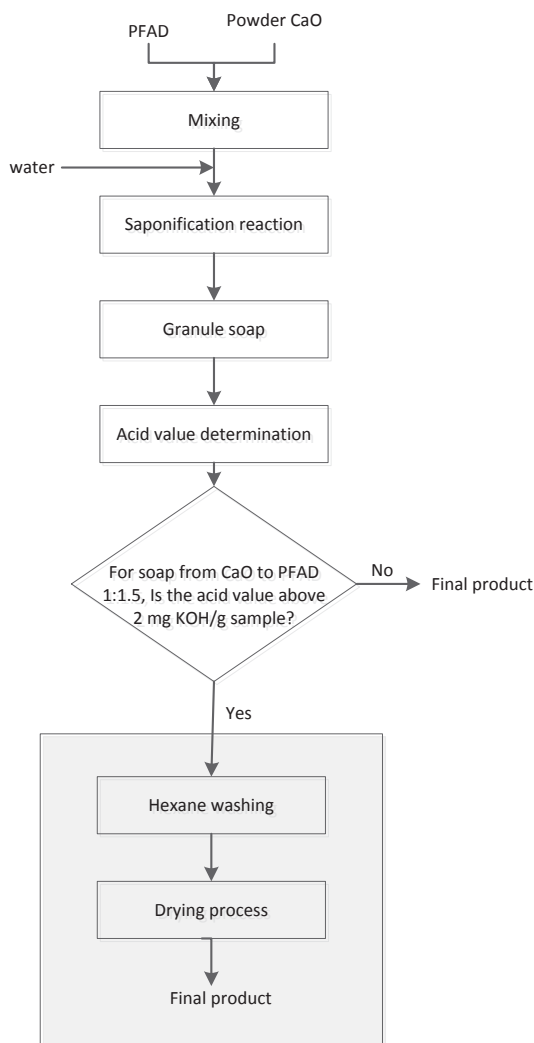 PFAD
Powder CaO
Mixing
water
Saponification reaction
Granule soap
Acid value determination
For soap from CaO to PFAD
1:1.5, Is the acid value above
2 mg KOH/g sample?
No
Final product
Yes
Hexane washing
Drying process
Final product